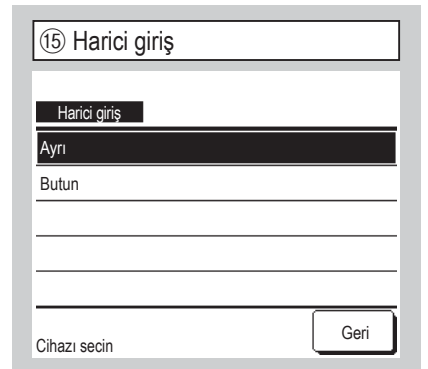 ⑮ Harici giriş
Harici giriş
Ayrı
Butun
Geri
Cihazı secin